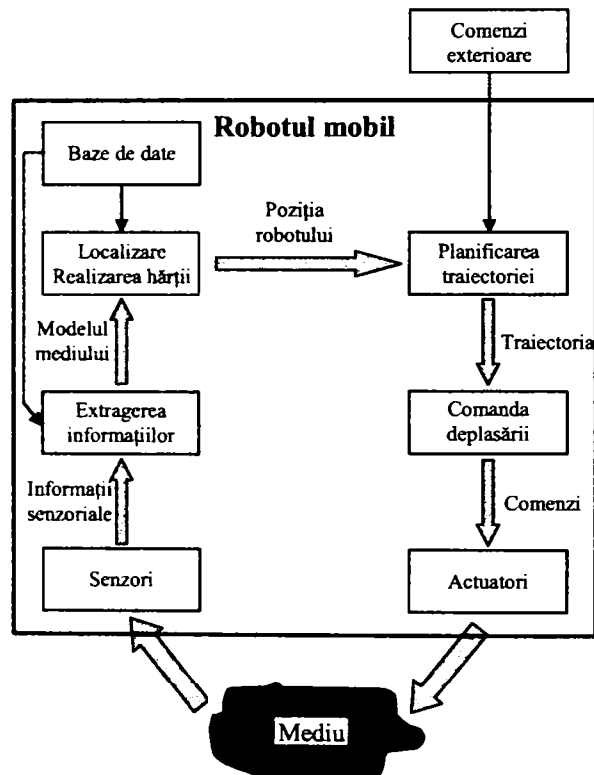 Comenzi
exterioare
Robotul mobil
Baze de date
Poziția
robotului
Localizare
Realizarea hărții
Planificarea
traiectoriei
Modelul
mediului
Traiectoria
Extragerea
informațiilor
Comanda
deplasării
Informații
senzoriale
Comenzi
Senzori
Actuatori
Mediu